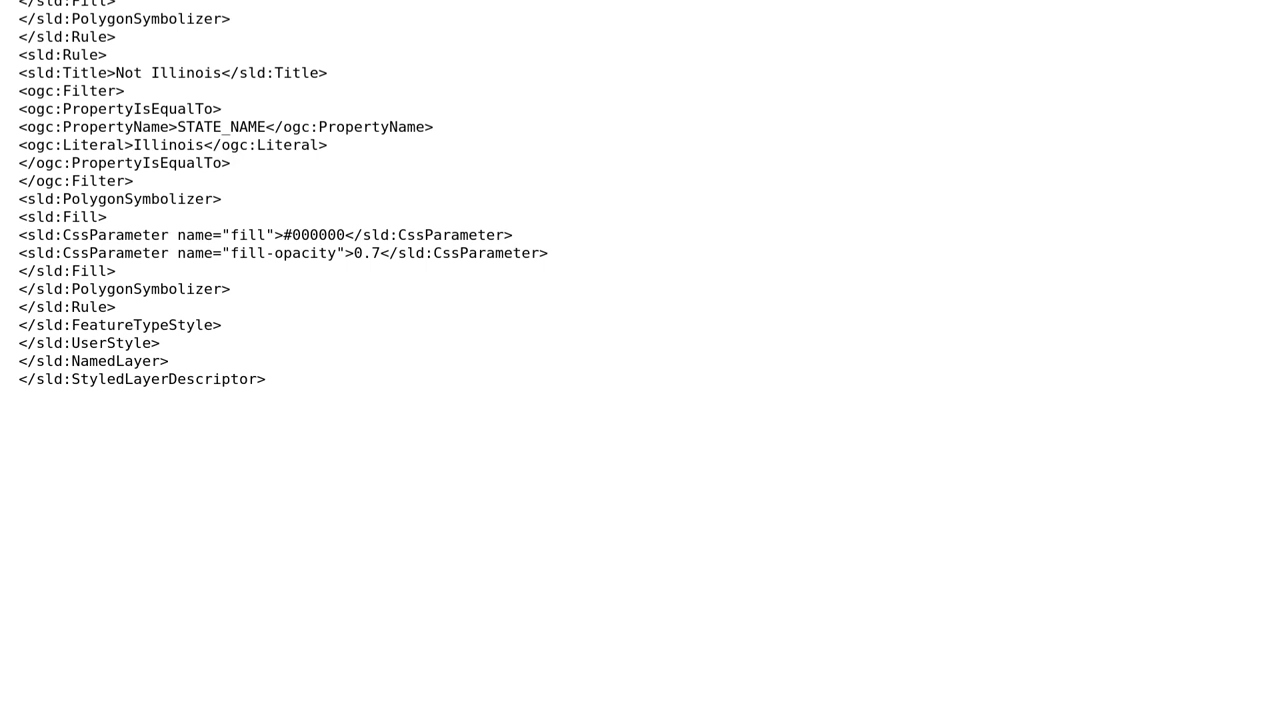 </sld:Fill>
</sld:PolygonSymbolizer>
</sld:Rule>
<sld:Rule>
<sld:Title>Not Illinois</sld:Title>
<ogc:Filter>
<ogc:PropertyIsEqualTo>
<ogc:PropertyName>STATE_NAME</ogc:PropertyName>
<ogc:Literal>Illinois</ogc:Literal>
</ogc:PropertyIsEqualTo>
</ogc:Filter>
<sld:PolygonSymbolizer>
<sld:Fill>
<sld:CssParameter name="fill">#000000</sld:CssParameter>
<sld:CssParameter name="fill-opacity">0.7</sld:CssParameter>
</sld:Fill>
</sld:PolygonSymbolizer>
</sld:Rule>
</sld:FeatureTypeStyle>
</sld:UserStyle>
</sld:NamedLayer>
</sld:StyledLayerDescriptor>